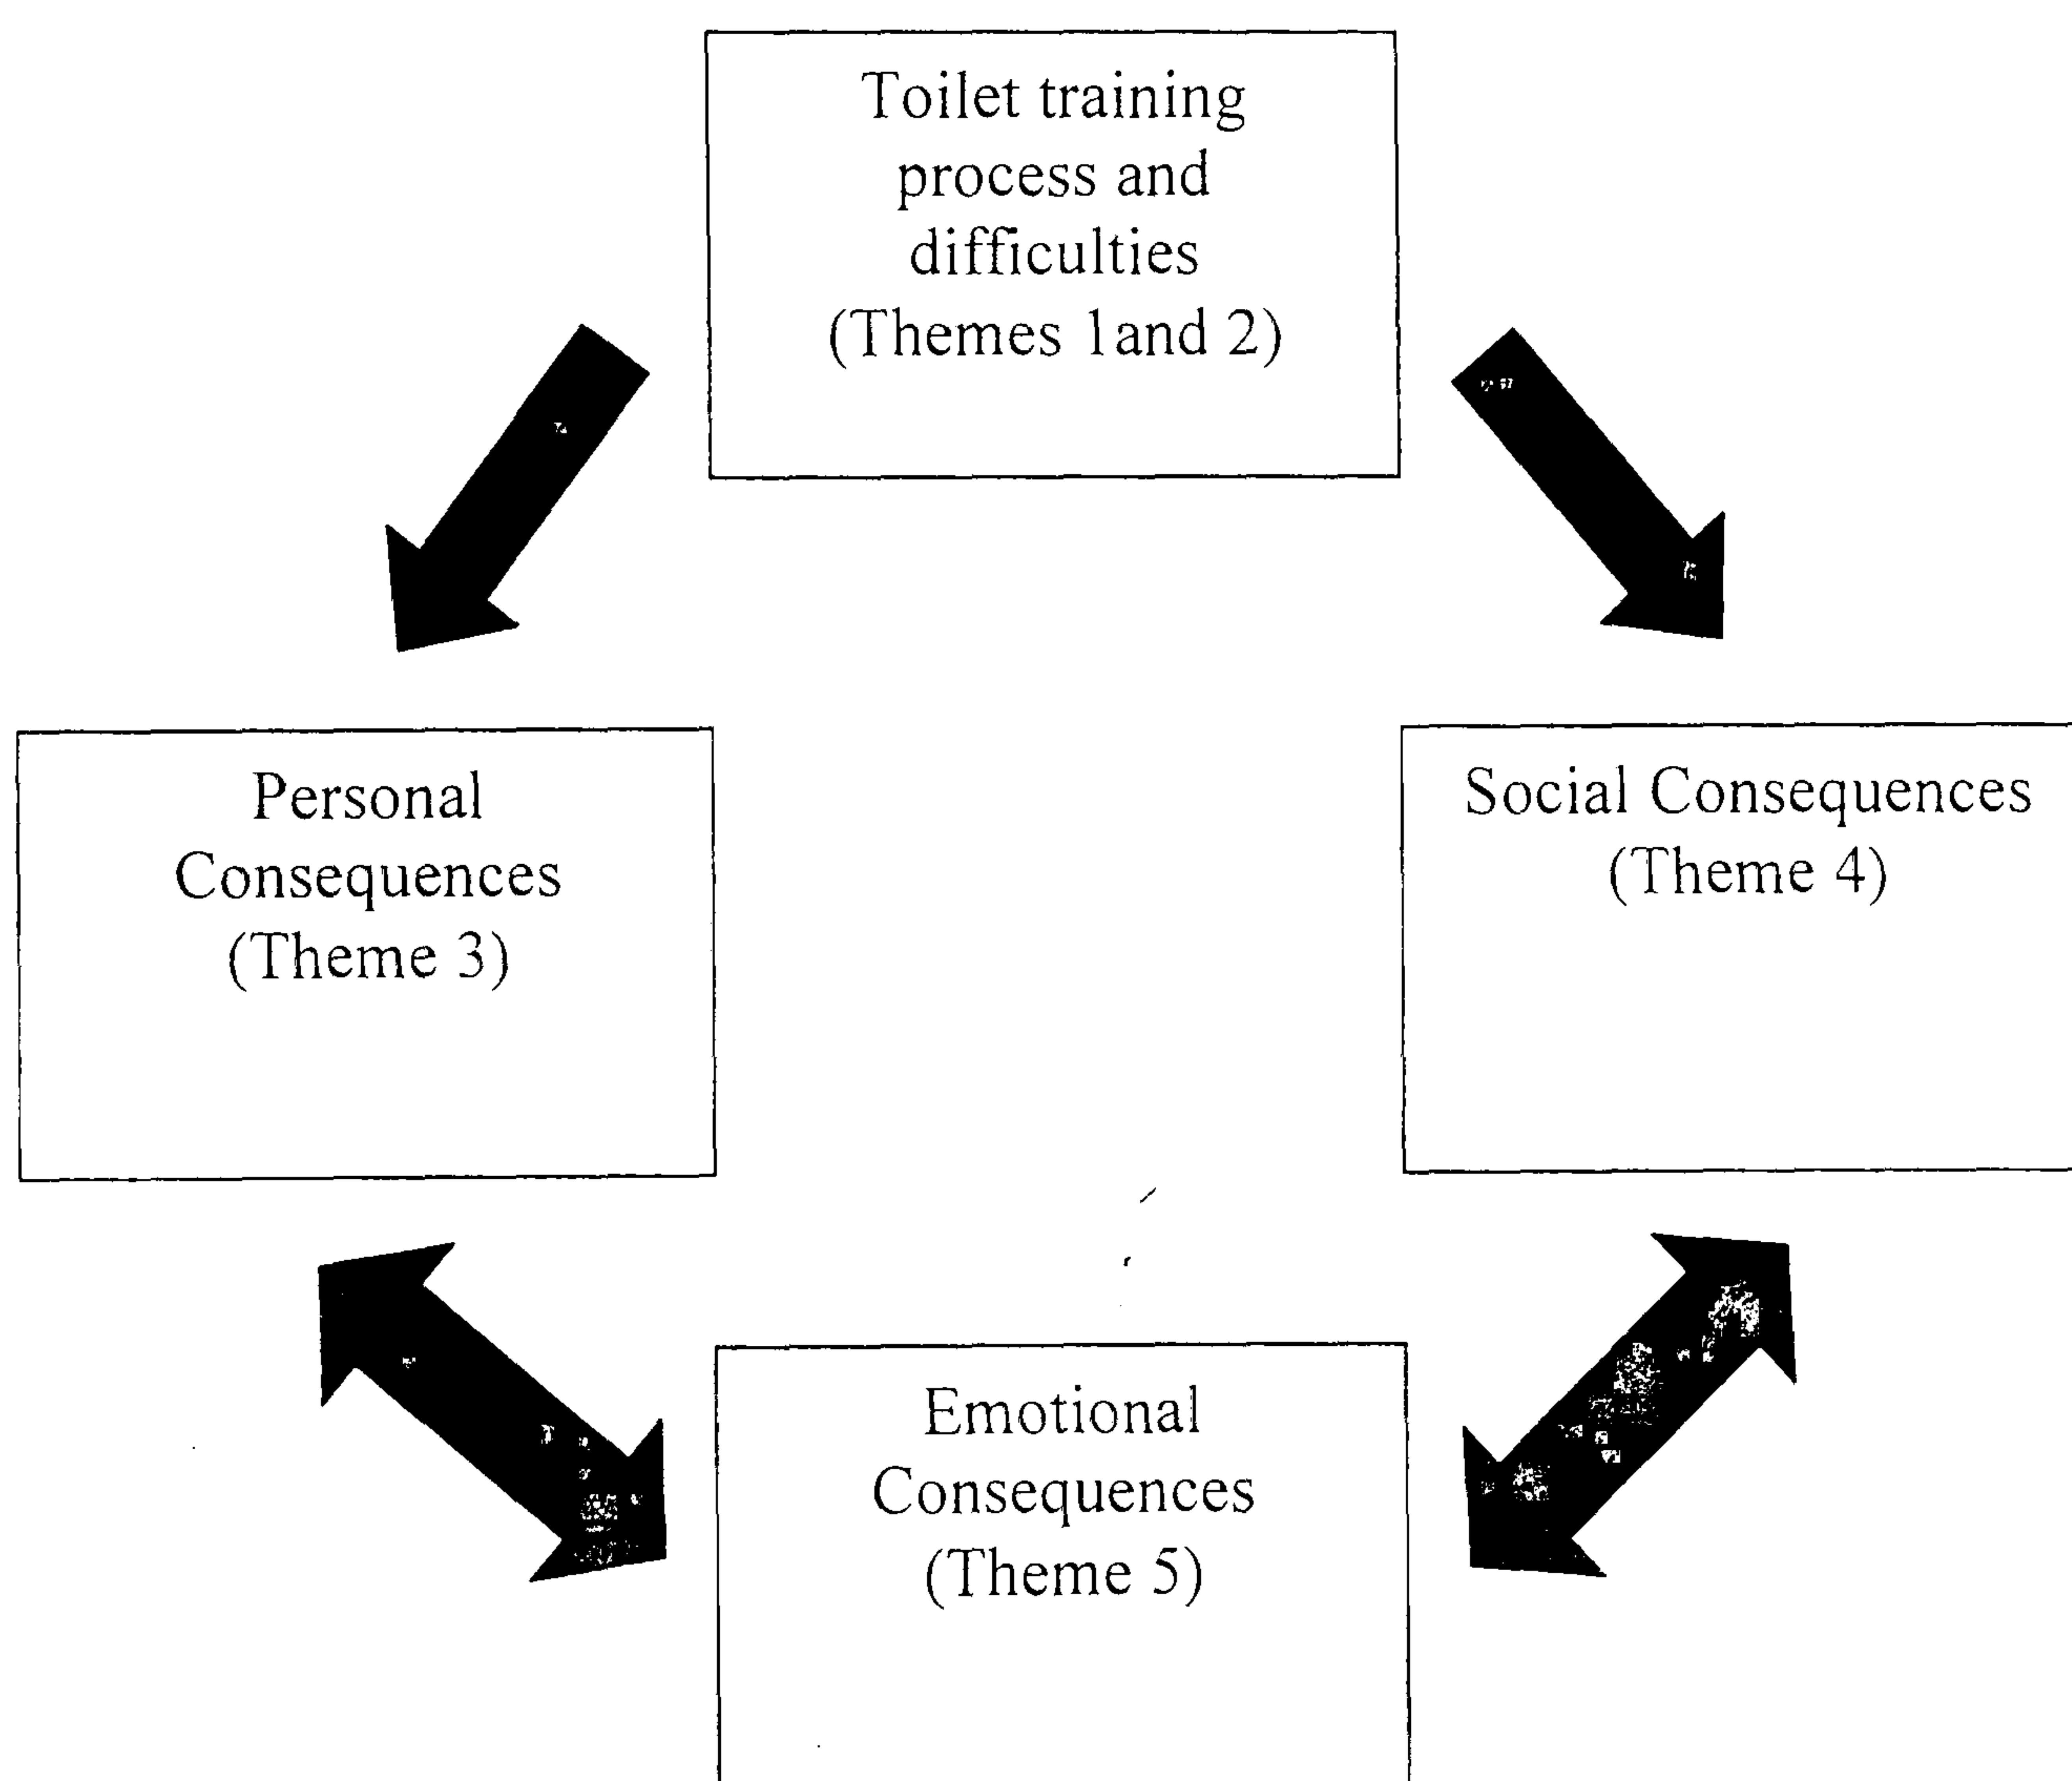 Toilet training
process and
difficulties
(Themes 1and 2)
Personal
Consequences
(Theme 3)
Social Consequences
(Theme 4)
Emotional
Consequences
(Theme 5)